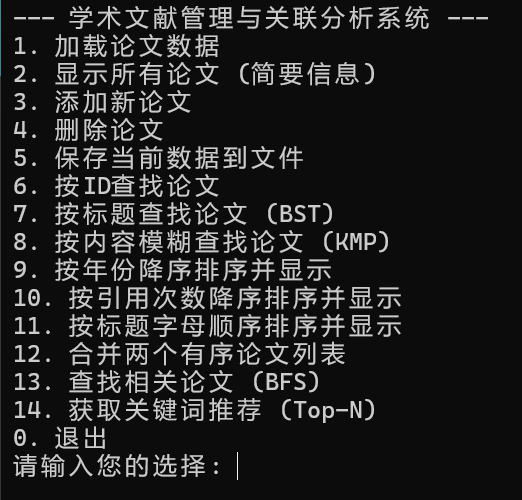 --- 学术文献管理与关联分析系统 ---
1. 加载论文数据
2. 显示所有论文 (简要信息)
3. 添加新论文
4. 删除论文
5. 保存当前数据到文件
6. 按ID查找论文
7. 按标题查找论文 (BST)
8. 按内容模糊查找论文 (KMP)
9. 按年份降序排序并显示
10. 按引用次数降序排序并显示
11. 按标题字母顺序排序并显示
12. 合并两个有序论文列表
13. 查找相关论文 (BFS)
14. 获取关键词推荐 (Top-N)
0. 退出
请输入您的选择: